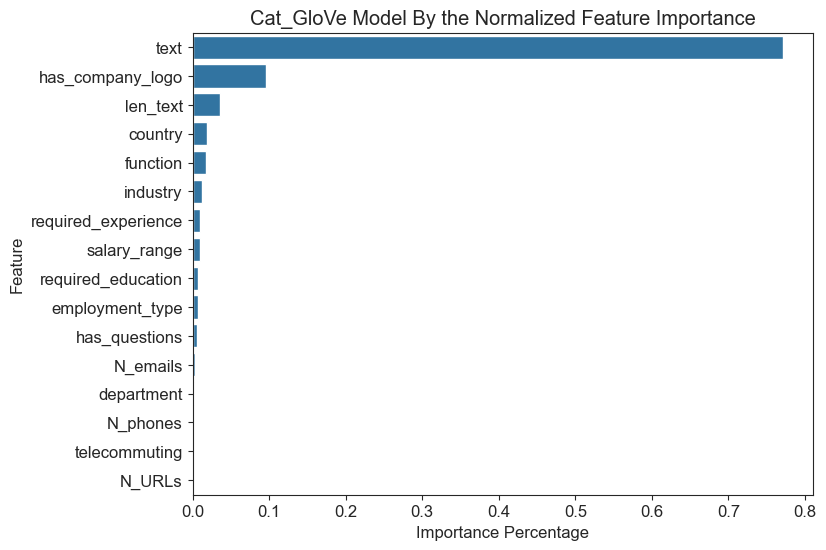 Cat_GloVe Model By the Normalized Feature Importance
text
has_company_logo
len_text
country
function
industry
required_experience
salary_range
required_education
employment_type
has_questions
N_emails
department
N_phones
telecommuting
N_URLs
Feature
0.0 0.1 0.2 0.3 0.4 0.5 0.6 0.7 0.8
Importance Percentage